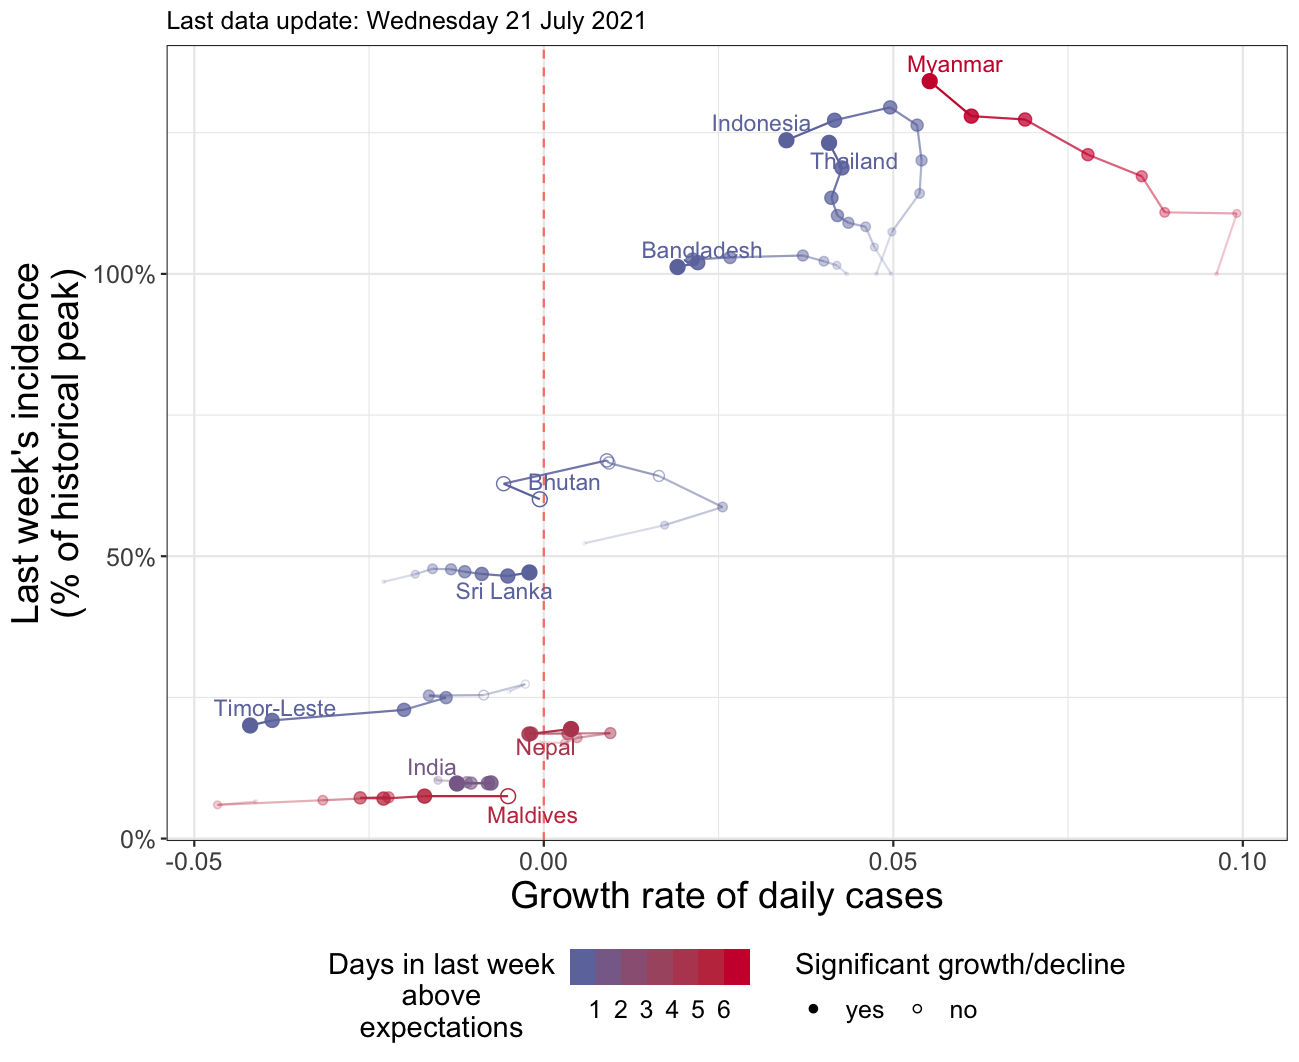 Last data update: Wednesday 21 July 2021
Last week's incidence
(% of historical peak)
100%
50%
0%
Myanmar
Indonesia
Thailand
Bangladesh
Bhutan
Sri Lanka
Timor-Leste
Nepal
India
Maldives
-0.05
0.00
0.05
0.10
Growth rate of daily cases
Days in last week
above
expectations
1 2 3 4 5 6
Significant growth/decline
yes
no